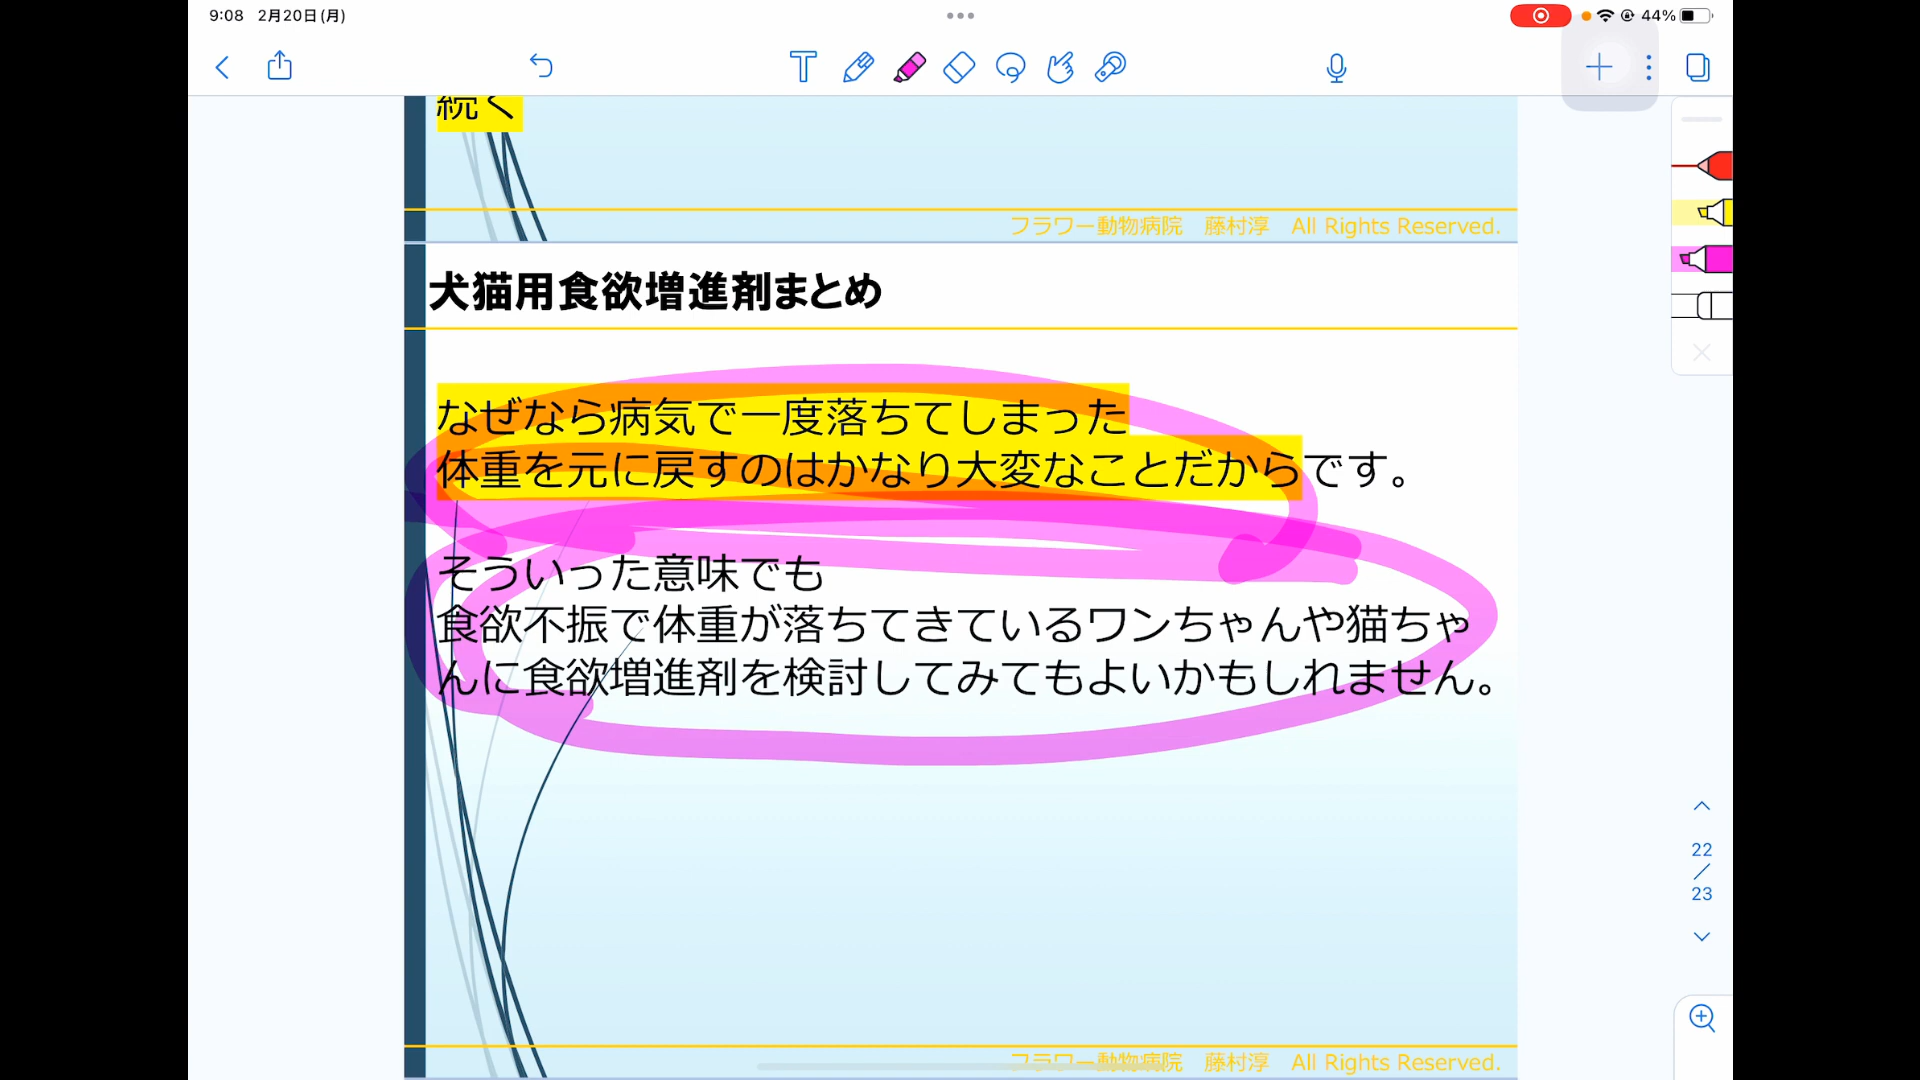 9:08 2月20日(月)
44%
続く
フラワー動物病院 藤村淳 All Rights Reserved.
犬猫用食欲増進剤まとめ
なぜなら病気で一度落ちてしまった
体重を元に戻すのはかなり大変なことだからです。
そういった意味でも
食欲不振で体重が落ちてきているワンちゃんや猫ちゃ
んに食欲増進剤を検討してみてもよいかもしれません。
22
/
23
フラワー動物病院 藤村淳 All Rights Reserved.